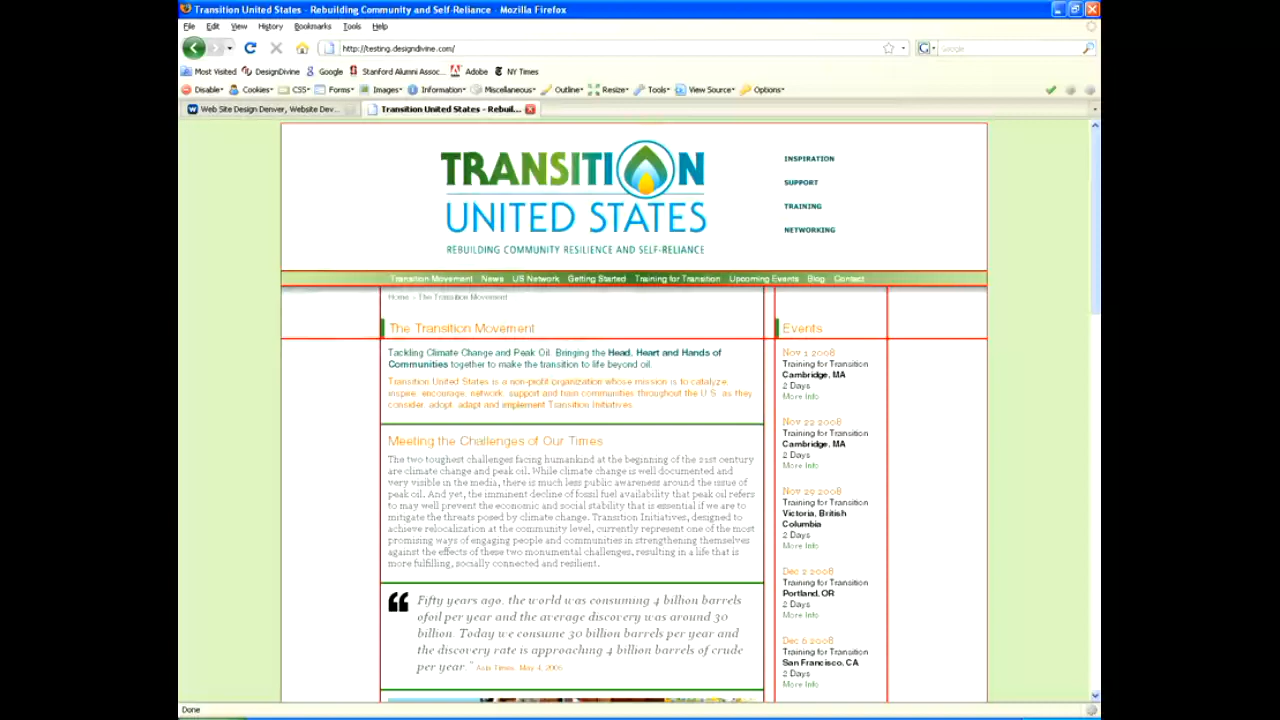 Transition United States - Rebuilding Community and Self-Reliance - Mozilla Firefox
File Edit View History Bookmarks Tools Help
http://testing.designdivine.com/
Google
Most Visited DesignDivine Google Stanford Alumni Assoc... Adobe NY Times
Disable Cookies CSS Forms Images Information Miscellaneous Outline Resize Tools View Source Options
Web Site Design Denver, Website Dev...
Transition United States - Rebuil...
TRANSITION
UNITED STATES
REBUILDING COMMUNITY RESILIENCE AND SELF-RELIANCE
INSPIRATION
SUPPORT
TRAINING
NETWORKING
Transition Movement News US Network Getting Started Training for Transition Upcoming Events Blog Contact
Home - The Transition Movement
The Transition Movement
Tackling Climate Change and Peak Oil. Bringing the Head, Heart and Hands of
Communities together to make the transition to life beyond oil.
Transition United States is a non-profit organization whose mission is to catalyze,
inspire, encourage, network, support and train communities throughout the U.S. as they
consider, adopt, adapt and implement Transition Initiatives.
Meeting the Challenges of Our Times
The two toughest challenges facing humankind at the beginning of the 21st century
are climate change and peak oil. While climate change is well documented and
very visible in the media, there is much less public awareness around the issue of
peak oil. And yet, the imminent decline of fossil fuel availability that peak oil refers
to may well prevent the economic and social stability that is essential if we are to
mitigate the threats posed by climate change. Transition Initiatives, designed to
achieve relocalization at the community level, currently represent one of the most
promising ways of engaging people and communities in strengthening themselves
against the effects of these two monumental challenges, resulting in a life that is
more fulfilling, socially connected and resilient.
“ Fifty years ago, the world was consuming 4 billion barrels
ofoil per year and the average discovery was around 30
billion. Today we consume 30 billion barrels per year and
the discovery rate is approaching 4 billion barrels of crude
per year." Asia Times, May 4, 2006
Events
Nov 1 2008
Training for Transition
Cambridge, MA
2 Days
More Info
Nov 22 2008
Training for Transition
Cambridge, MA
2 Days
More Info
Nov 29 2008
Training for Transition
Victoria, British
Columbia
2 Days
More Info
Dec 2 2008
Training for Transition
Portland, OR
2 Days
More Info
Dec 6 2008
Training for Transition
San Francisco, CA
2 Days
More Info
Done